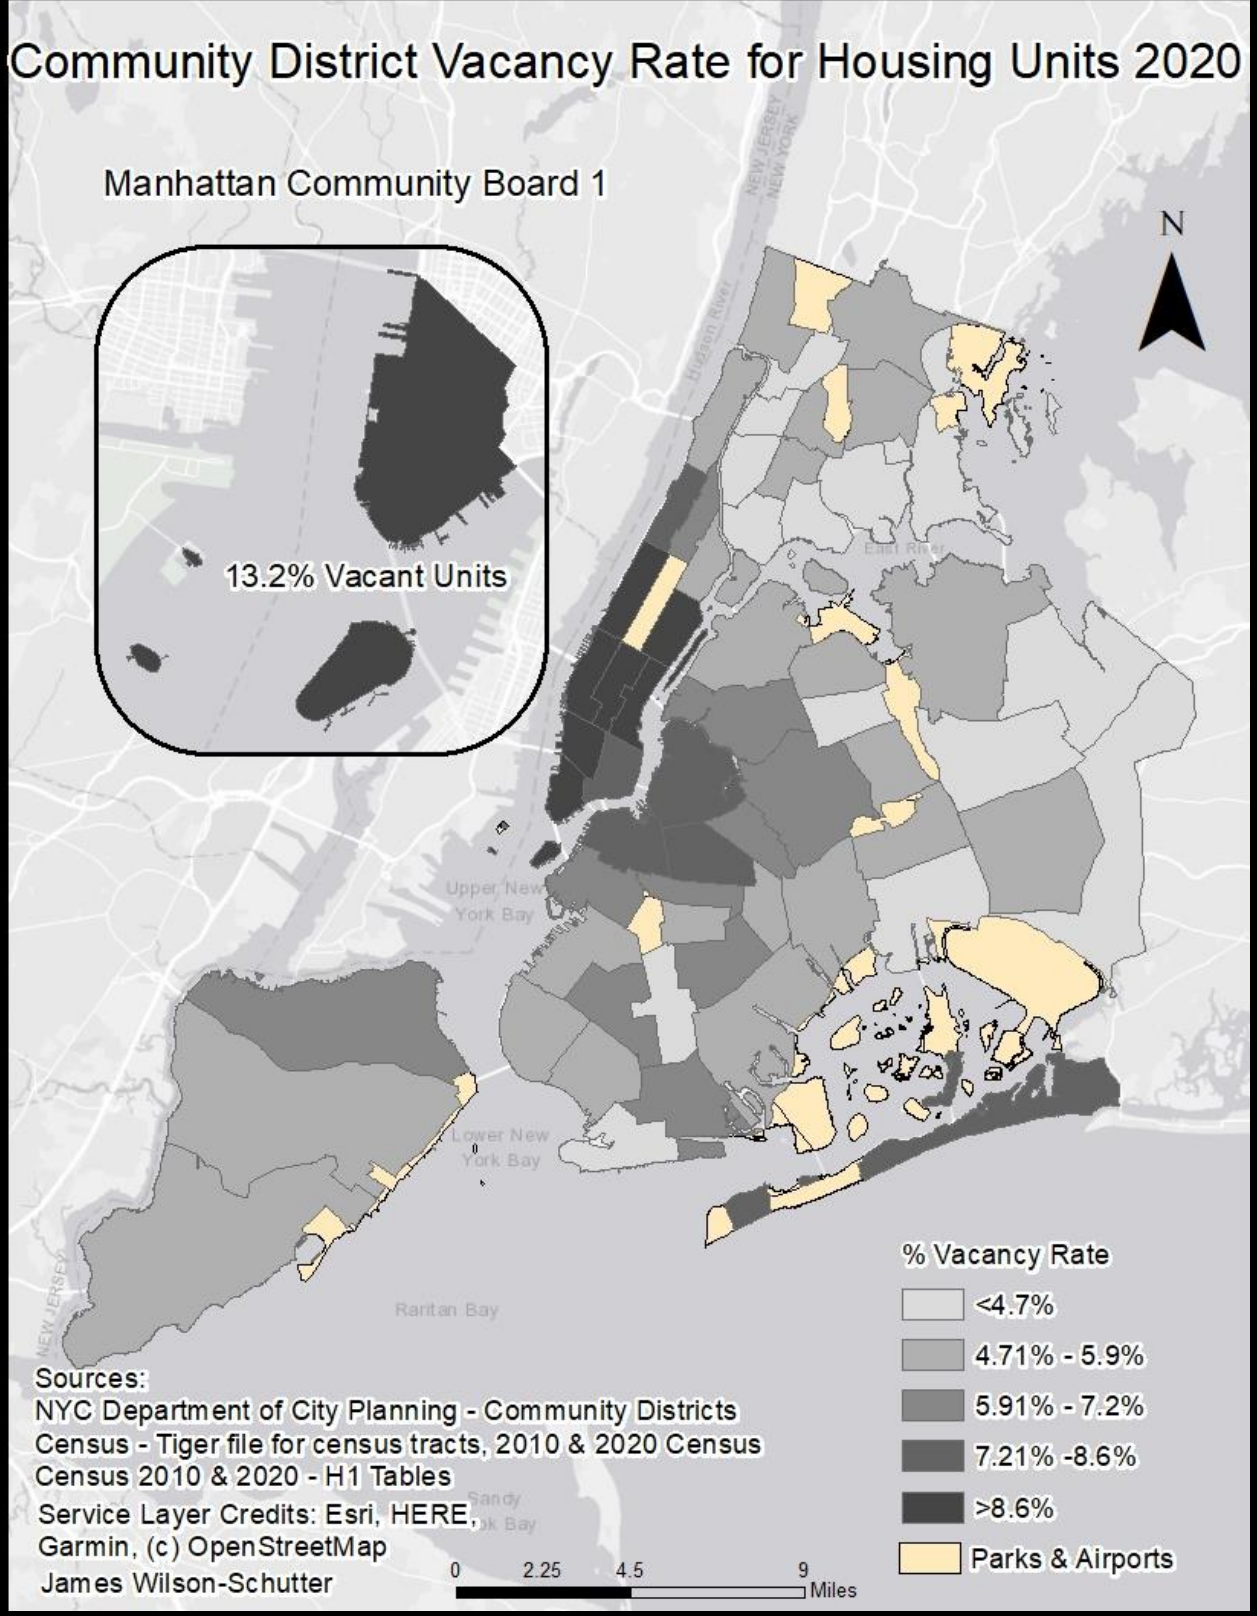 Community District Vacancy Rate for Housing Units 2020
NEW JERSEY
NEW YORK
Manhattan Community Board 1
N
Hudson River
13.2% Vacant Units
East River
Upper New
York Bay
Lower New
York Bay
% Vacancy Rate
<4.7%
4.71% - 5.9%
5.91% - 7.2%
7.21% -8.6%
>8.6%
Parks & Airports
Raritan Bay
NEW JERSEY
Sources:
NYC Department of City Planning - Community Districts
Census - Tiger file for census tracts, 2010 & 2020 Census
Census 2010 & 2020 - H1 Tables
Sandy
Bay
Service Layer Credits: Esri, HERE,
Garmin, (c) OpenStreetMap
James Wilson-Schutter
0 2.25 4.5 9
Miles